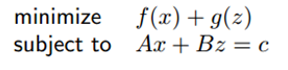 minimize f(x) + g(z)
subject to Ax + Bz = c